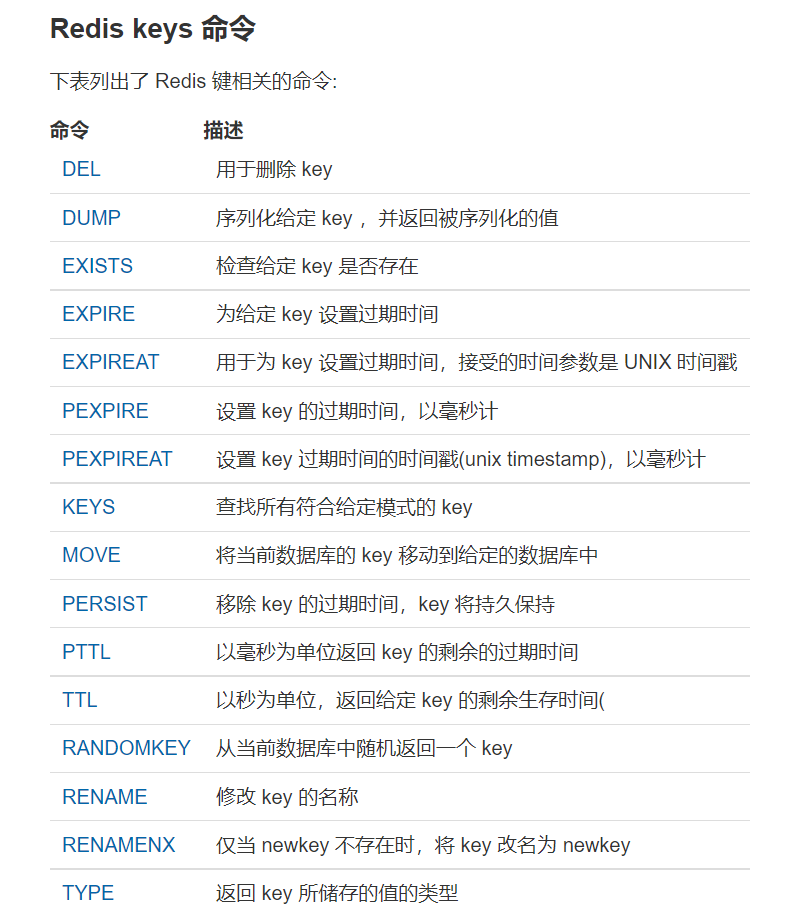 Redis keys 命令
下表列出了 Redis 键相关的命令:
命令 描述
DEL 用于删除 key
DUMP 序列化给定 key ，并返回被序列化的值
EXISTS 检查给定 key 是否存在
EXPIRE 为给定 key 设置过期时间
EXPIREAT 用于为 key 设置过期时间，接受的时间参数是 UNIX 时间戳
PEXPIRE 设置 key 的过期时间，以毫秒计
PEXPIREAT 设置 key 过期时间的时间戳(unix timestamp)，以毫秒计
KEYS 查找所有符合给定模式的 key
MOVE 将当前数据库的 key 移动到给定的数据库中
PERSIST 移除 key 的过期时间，key 将持久保持
PTTL 以毫秒为单位返回 key 的剩余的过期时间
TTL 以秒为单位，返回给定 key 的剩余生存时间(
RANDOMKEY 从当前数据库中随机返回一个 key
RENAME 修改 key 的名称
RENAMENX 仅当 newkey 不存在时，将 key 改名为 newkey
TYPE 返回 key 所储存的值的类型